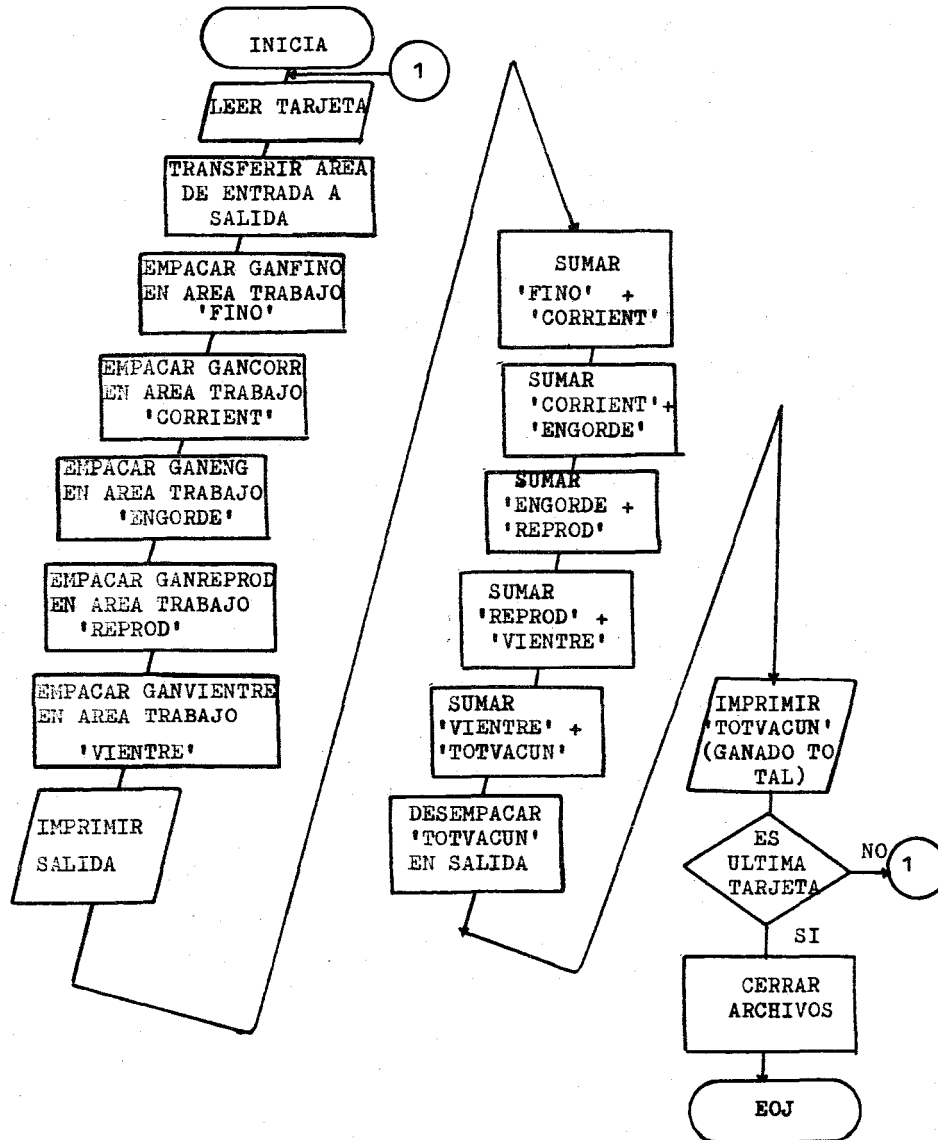 INICIA
1
LEER TARJETA
TRANSFERIR AREA
DE ENTRADA A
SALIDA
EMPACAR GANFINO
EN AREA TRABAJO
'FINO'
EMPACAR GANCORR
EN AREA TRABAJO
'CORRIENT'
EMPACAR GANENG
EN AREA TRABAJO
'ENGORDE'
EMPACAR GANREPROD
EN AREA TRABAJO
'REPROD'
EMPACAR GANVIENTRE
EN AREA TRABAJO
'VIENTRE'
IMPRIMIR
SALIDA
SUMAR
'FINO' +
'CORRIENT'
SUMAR
'CORRIENT'+
'ENGORDE'
SUMAR
'ENGORDE +
'REPROD'
SUMAR
'REPROD' +
'VIENTRE'
SUMAR
'VIENTRE' +
'TOTVACUN'
DESEMPACAR
'TOTVACUN'
EN SALIDA
IMPRIMIR
'TOTVACUN'
(GANADO TO
TAL)
ES
ULTIMA
TARJETA
NO
1
SI
CERRAR
ARCHIVOS
EOJ